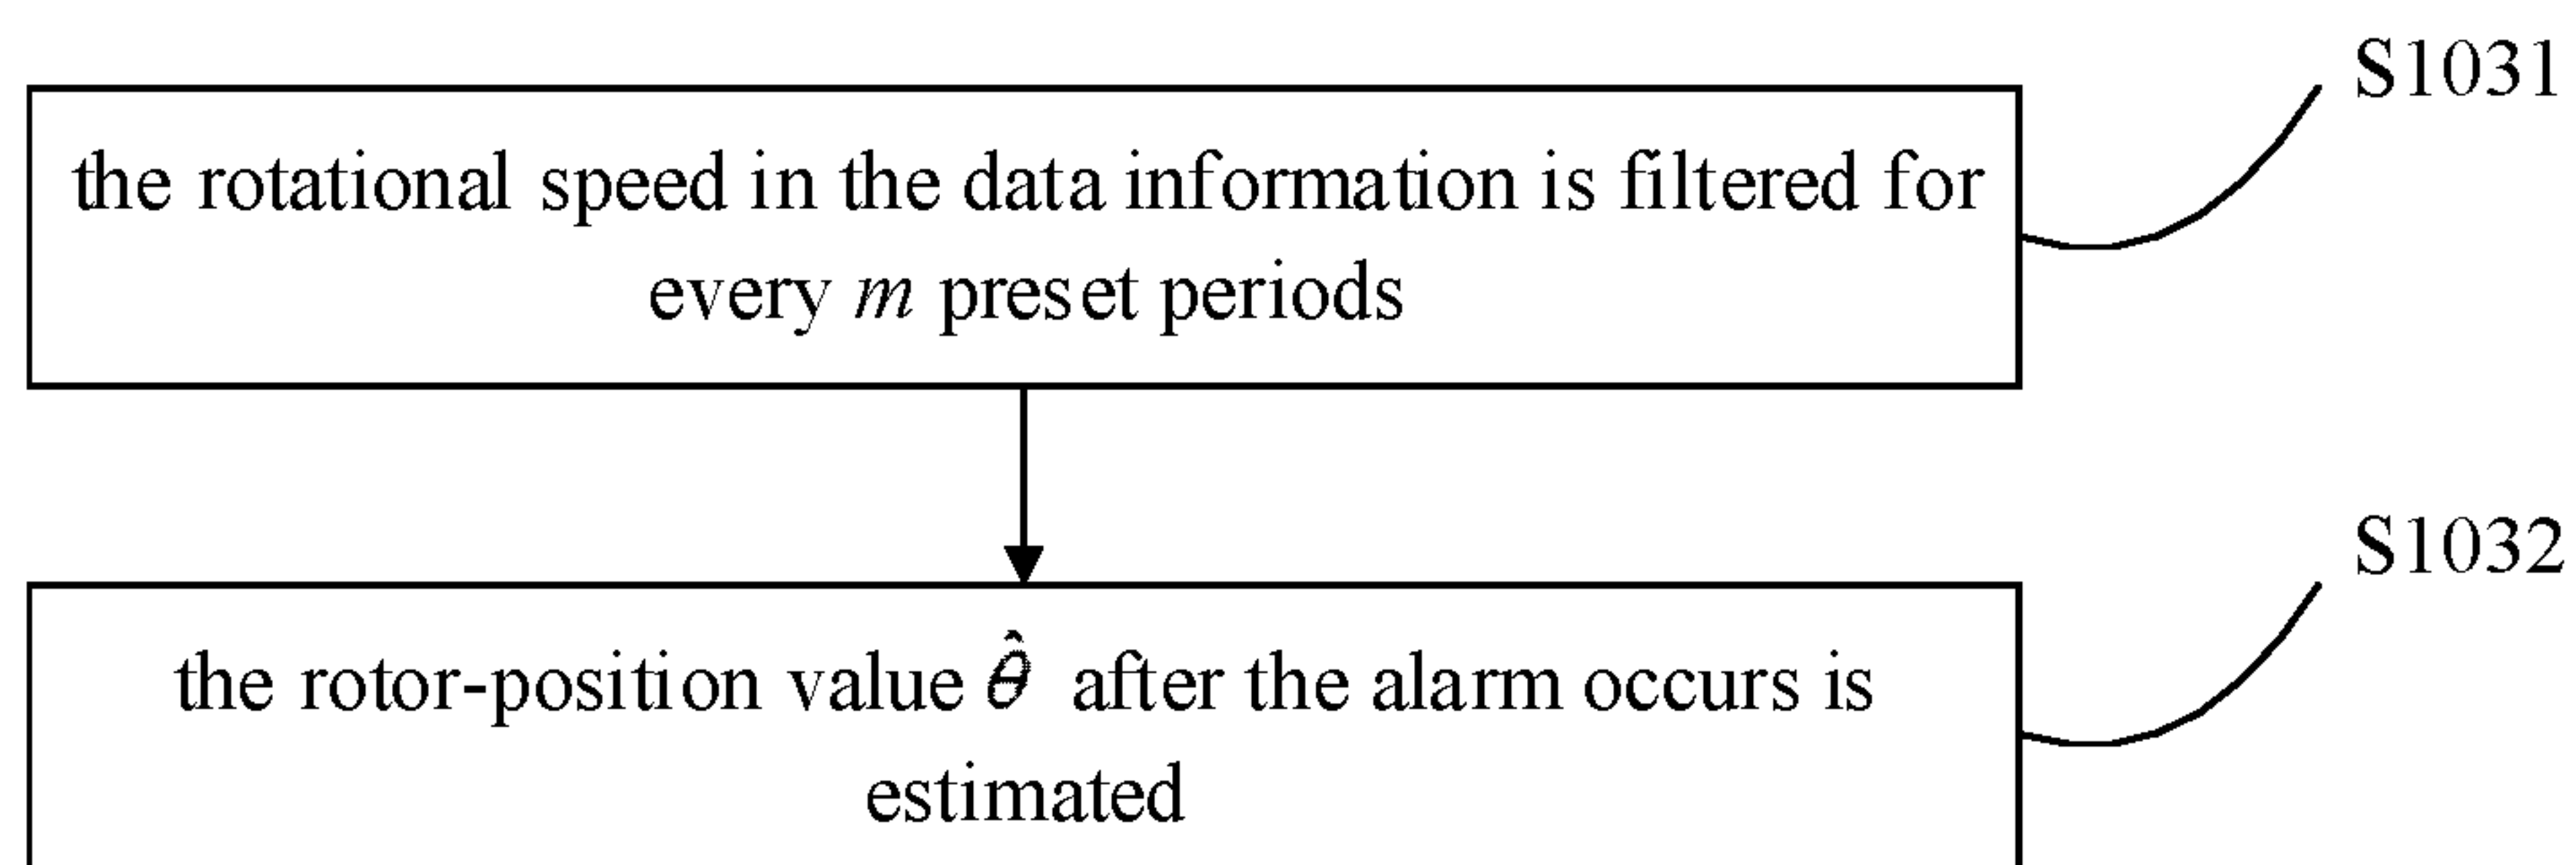 S1031
the rotational speed in the data information is filtered for
every m preset periods
S1032
the rotor-position value θ̂ after the alarm occurs is
estimated